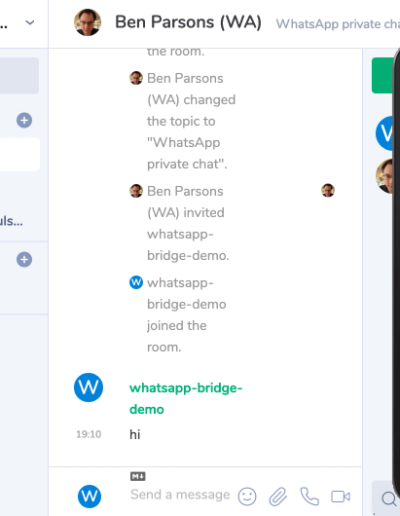 Ben Parsons (WA)
WhatsApp private cha
the room.
Ben Parsons
(WA) changed
the topic to
"WhatsApp
private chat".
Ben Parsons
(WA) invited
whatsapp-
bridge-demo.
W whatsapp-
bridge-demo
joined the
room.
W whatsapp-bridge-
demo
19:10 hi
W Send a message